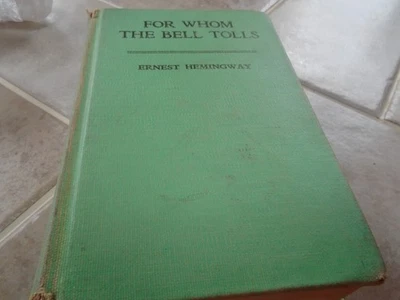 FOR WHOM
THE BELL TOLLS
ERNEST HEMINGWAY